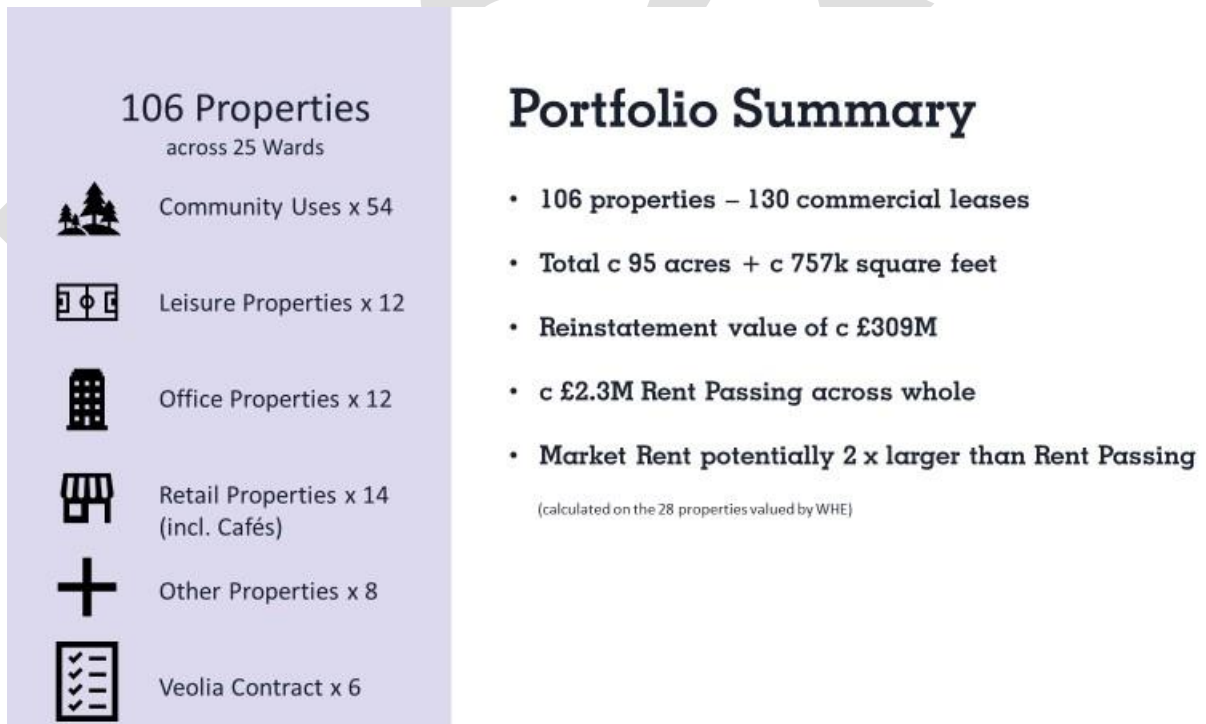 106 Properties
across 25 Wards
Community Uses x 54
Leisure Properties x 12
Office Properties x 12
Retail Properties x 14
(incl. Cafés)
Other Properties x 8
Veolia Contract x 6
Portfolio Summary
• 106 properties – 130 commercial leases
• Total c 95 acres + c 757k square feet
• Reinstatement value of c £309M
• c £2.3M Rent Passing across whole
• Market Rent potentially 2 x larger than Rent Passing
(calculated on the 28 properties valued by WHE)